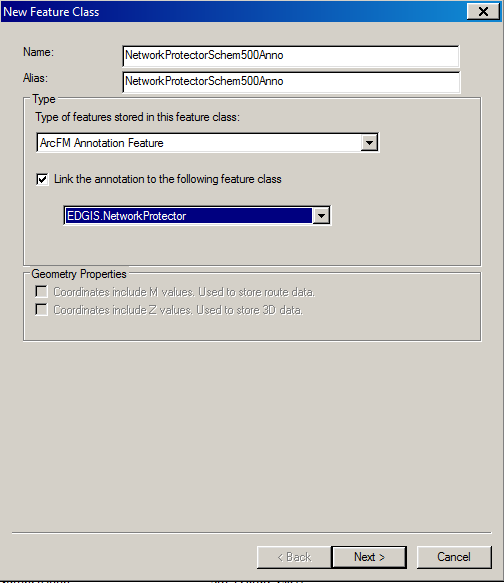 New Feature Class
Name:
NetworkProtectorSchem500Anno
Alias:
NetworkProtectorSchem500Anno
Type
Type of features stored in this feature class:
ArcFM Annotation Feature
Link the annotation to the following feature class
EDGIS.NetworkProtector
Geometry Properties
Coordinates include M values. Used to store route data.
Coordinates include Z values. Used to store 3D data.
< Back
Next >
Cancel